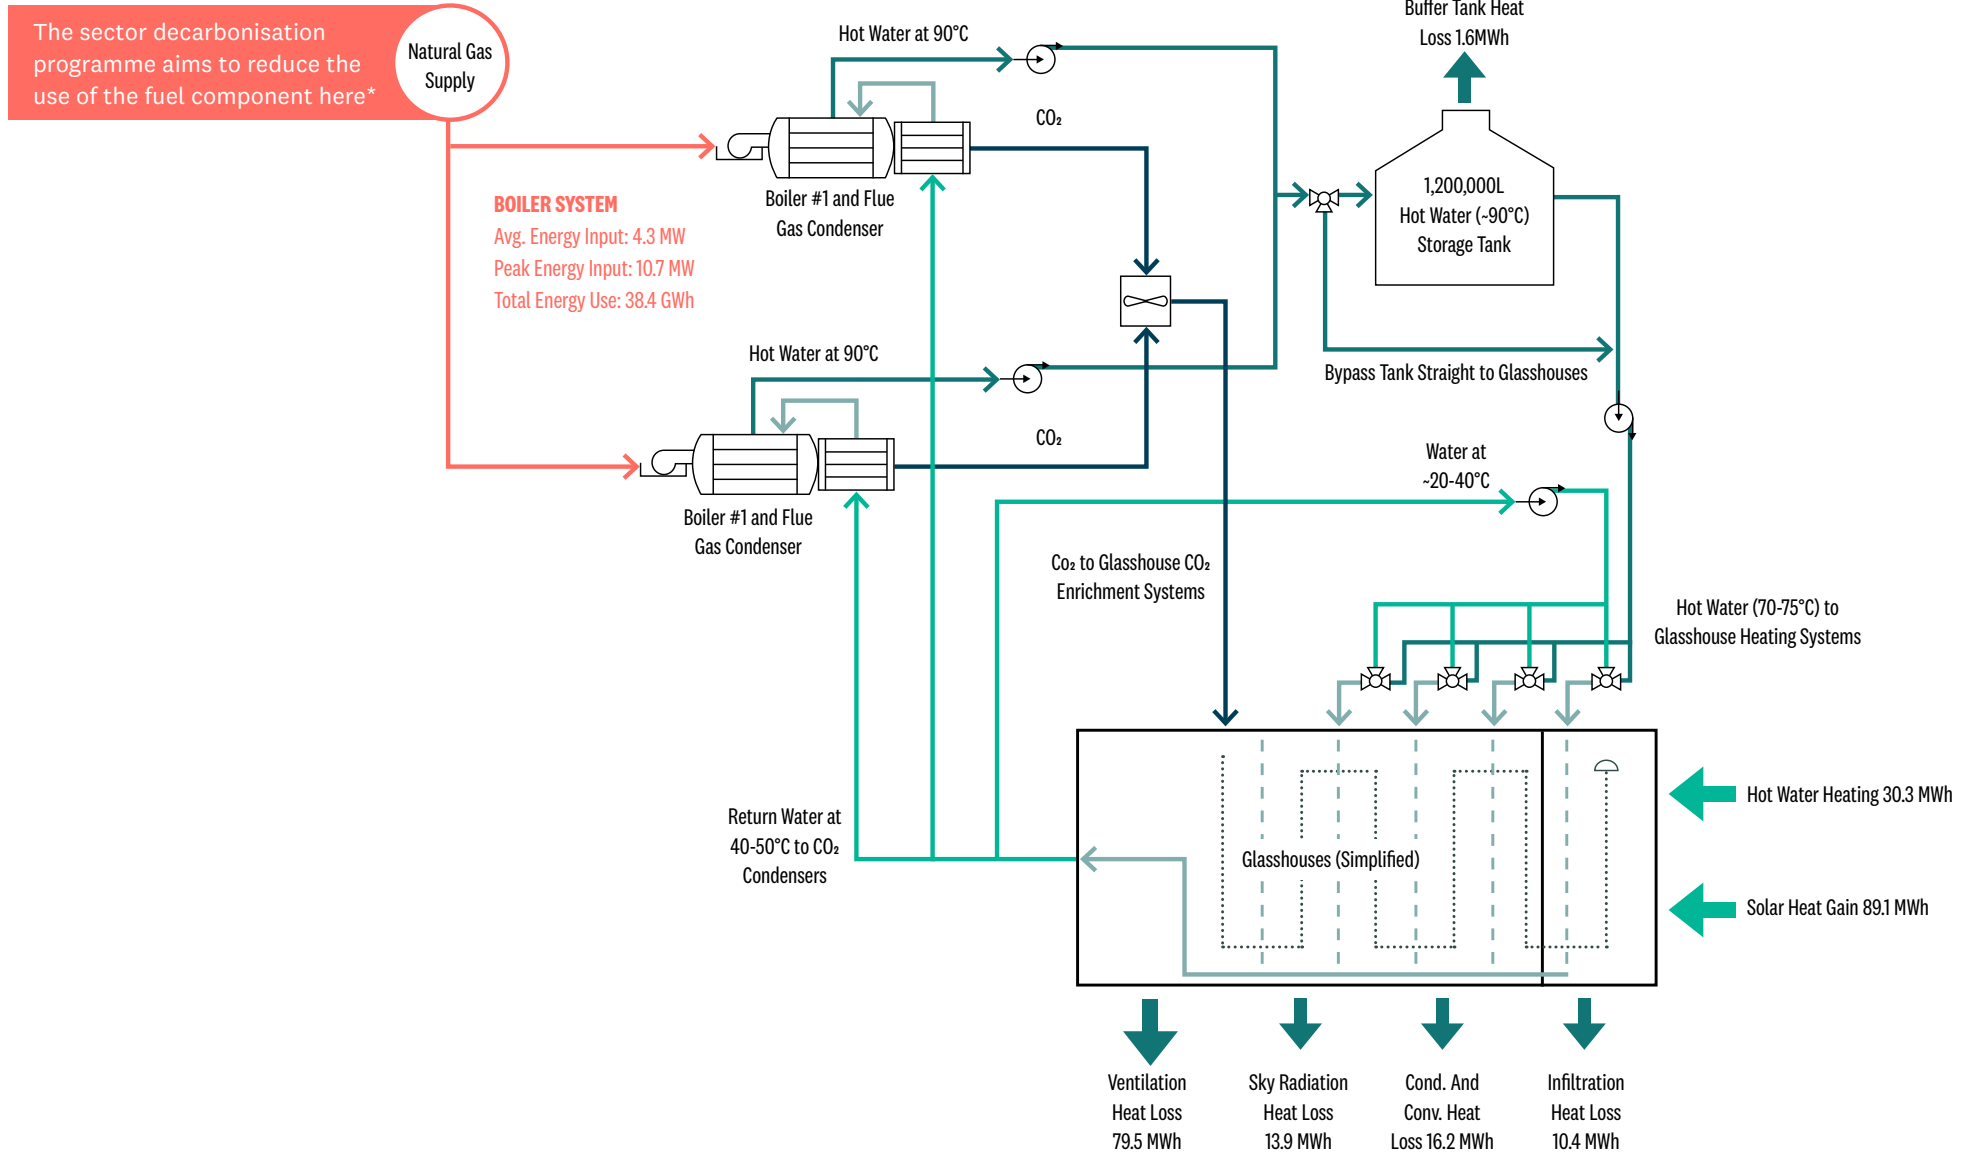 The sector decarbonisation
programme aims to reduce the
use of the fuel component here*
Natural Gas
Supply
Hot Water at 90°C
Buffer Tank Heat
Loss 1.6MWh
CO₂
Boiler #1 and Flue
Gas Condenser
BOILER SYSTEM
Avg. Energy Input: 4.3 MW
Peak Energy Input: 10.7 MW
Total Energy Use: 38.4 GWh
1,200,000L
Hot Water (~90°C)
Storage Tank
Hot Water at 90°C
Bypass Tank Straight to Glasshouses
CO₂
Water at
~20-40°C
Boiler #1 and Flue
Gas Condenser
Co₂ to Glasshouse CO₂
Enrichment Systems
Hot Water (70-75°C) to
Glasshouse Heating Systems
Return Water at
40-50°C to CO₂
Condensers
Glasshouses (Simplified)
Hot Water Heating 30.3 MWh
Solar Heat Gain 89.1 MWh
Ventilation
Heat Loss
79.5 MWh
Sky Radiation
Heat Loss
13.9 MWh
Cond. And
Conv. Heat
Loss 16.2 MWh
Infiltration
Heat Loss
10.4 MWh